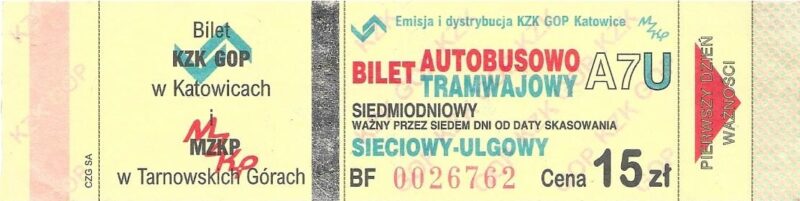 Bilet
KZK GOP
w Katowicach
i
MZKP
MZKP
w Tarnowskich Górach
CZG SA
Emisja i dystrybucja KZK GOP Katowice
MZKP
BILET AUTOBUSOWO
TRAMWAJOWY
A7U
SIEDMIODNIOWY
WAŻNY PRZEZ SIEDEM DNI OD DATY SKASOWANIA
SIECIOWY-ULGOWY
BF 0026762 Cena 15 zł
PIERWSZY DZIEŃ
WAŻNOŚCI